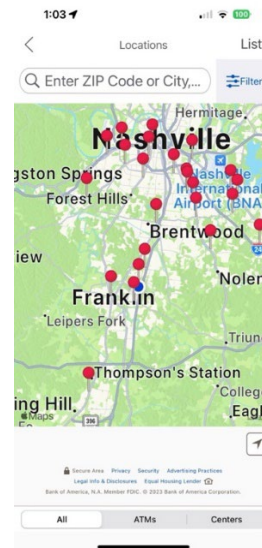 1:03
100
Locations
List
Enter ZIP Code or City,...
Filter
Hermitage
Nashville
gston Springs
Nashville
International
Airport (BNA
Forest Hills
Brentwood
iew
Noler
Franklin
Leipers Fork
Triun
Thompson's Station
Colleg
ing Hill
Eagl
Maps
396
Secure Area Privacy Security Advertising Practices
Legal Info & Disclosures Equal Housing Lender
Bank of America, N.A. Member FDIC. © 2023 Bank of America Corporation.
All
ATMs
Centers